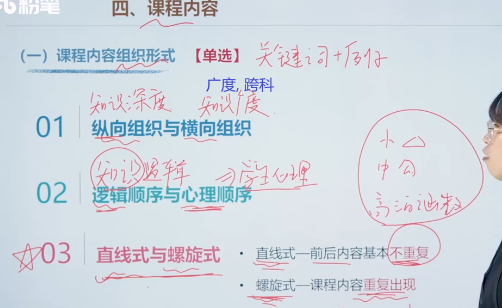 粉笔
四、课程内容
（一）课程内容组织形式 【单选】 关键词+例子
广度,跨科
知识深度 知识广度
01 纵向组织与横向组织
知识逻辑 ⇒学生心理
02 逻辑顺序与心理顺序
小△
中公
高 函数
☆03 直线式与螺旋式
• 直线式—前后内容基本不重复
• 螺旋式—课程内容重复出现